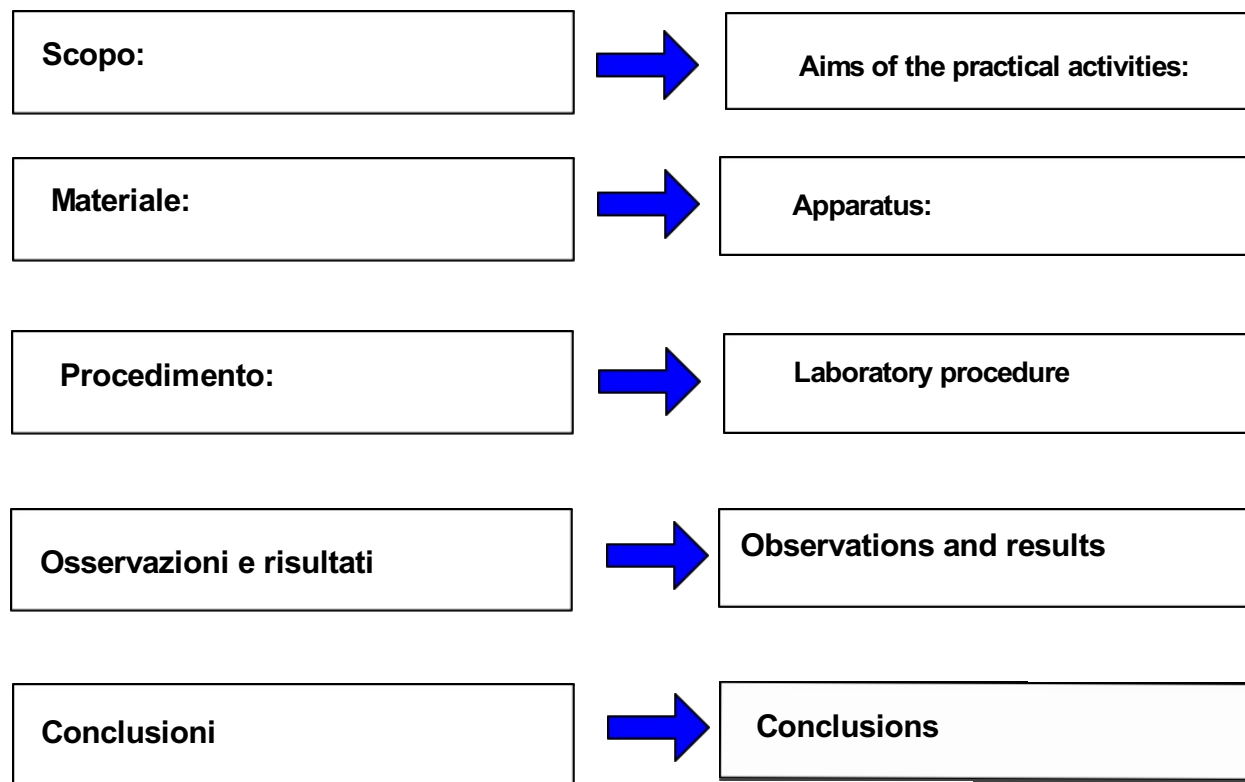 Scopo:
Aims of the practical activities:
Materiale:
Apparatus:
Procedimento:
Laboratory procedure
Osservazioni e risultati
Observations and results
Conclusioni
Conclusions